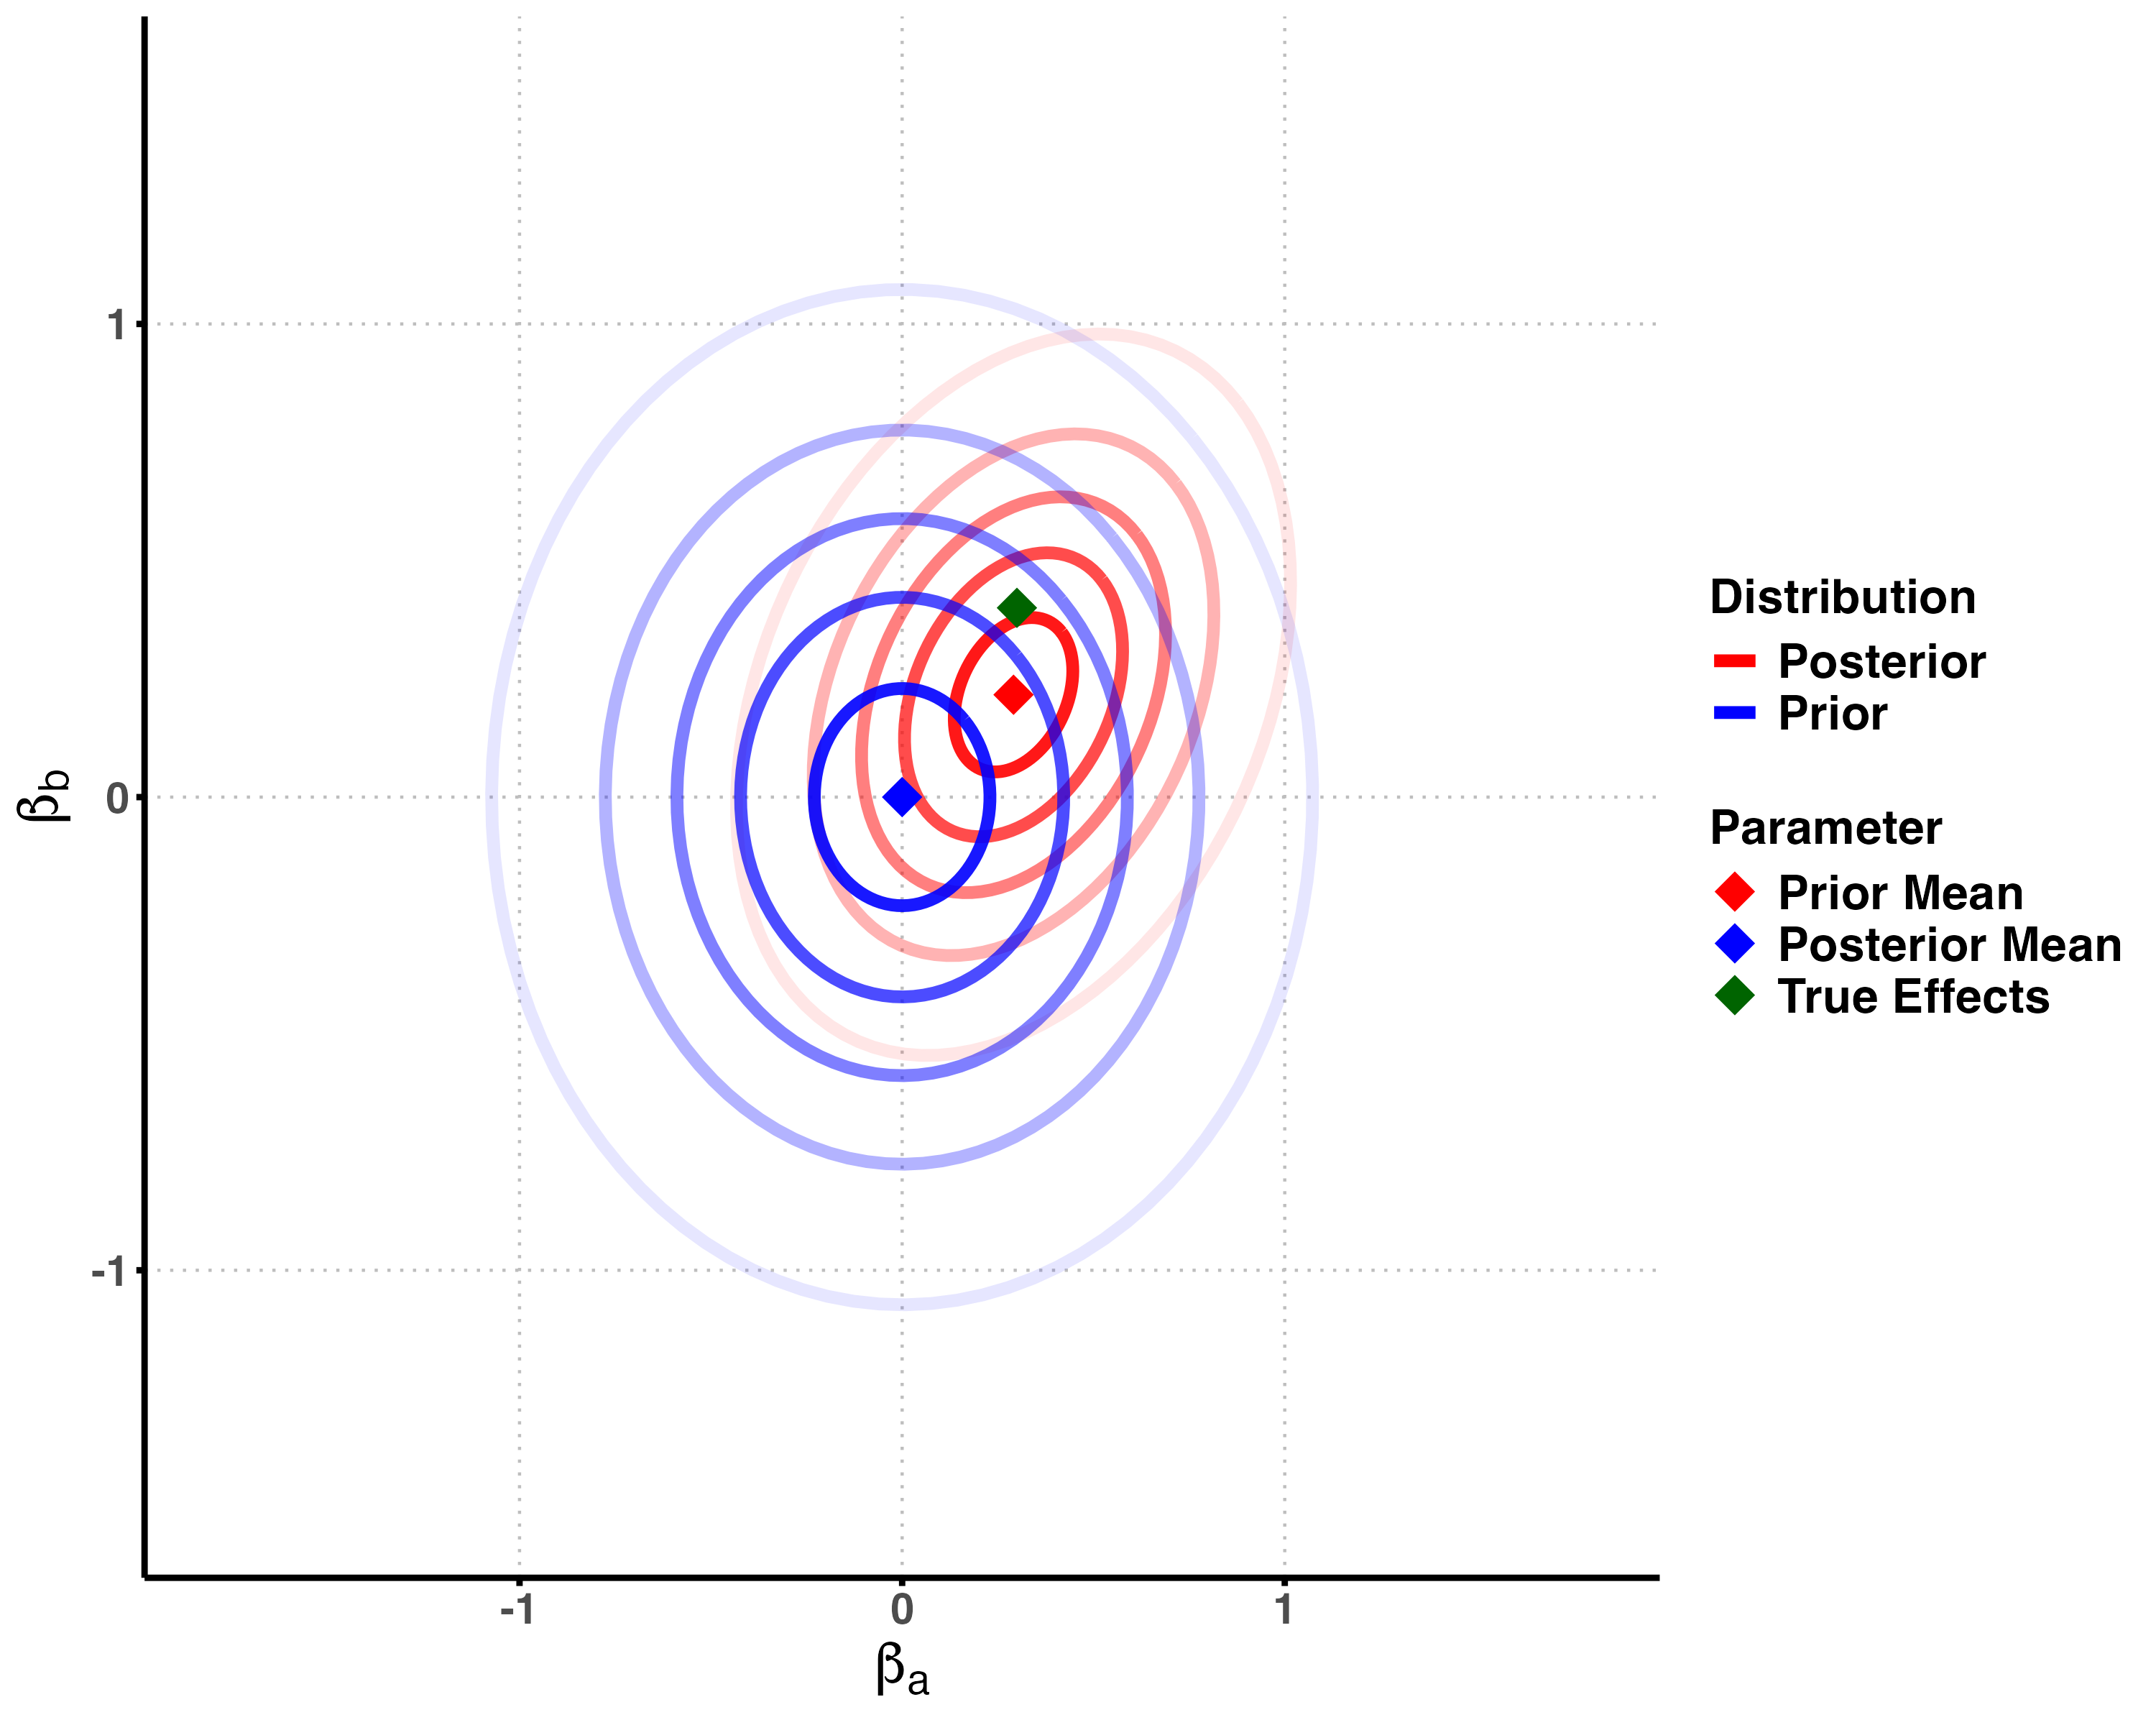 1
0
-1
βb
-1
0
1
βa
Distribution
Posterior
Prior
Parameter
Prior Mean
Posterior Mean
True Effects